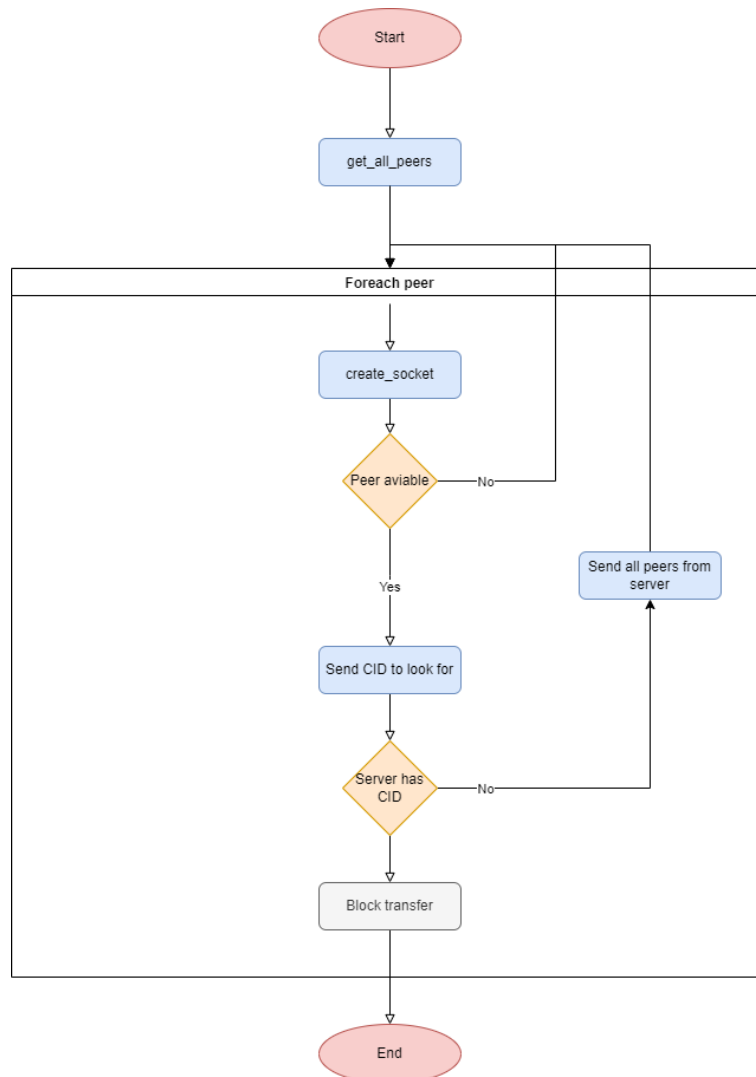 Start
get_all_peers
Foreach peer
create_socket
Peer aviable
No
Yes
Send all peers from
server
Send CID to look for
Server has
CID
No
Block transfer
End